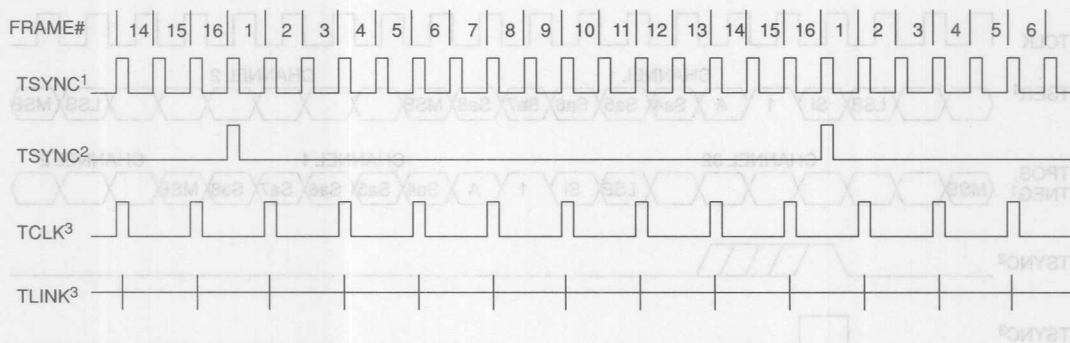 FRAME# 14 15 16 1 2 3 4 5 6 7 8 9 10 11 12 13 14 15 16 1 2 3 4 5 6
TSYNC¹
TSYNC²
TCLK³
TLINK³